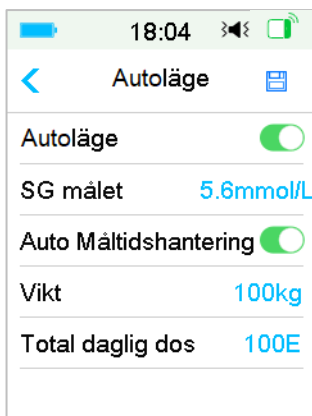 18:04
Autoläge
Autoläge
SG målet 5.6mmol/L
Auto Måltidshantering
Vikt 100kg
Total daglig dos 100E